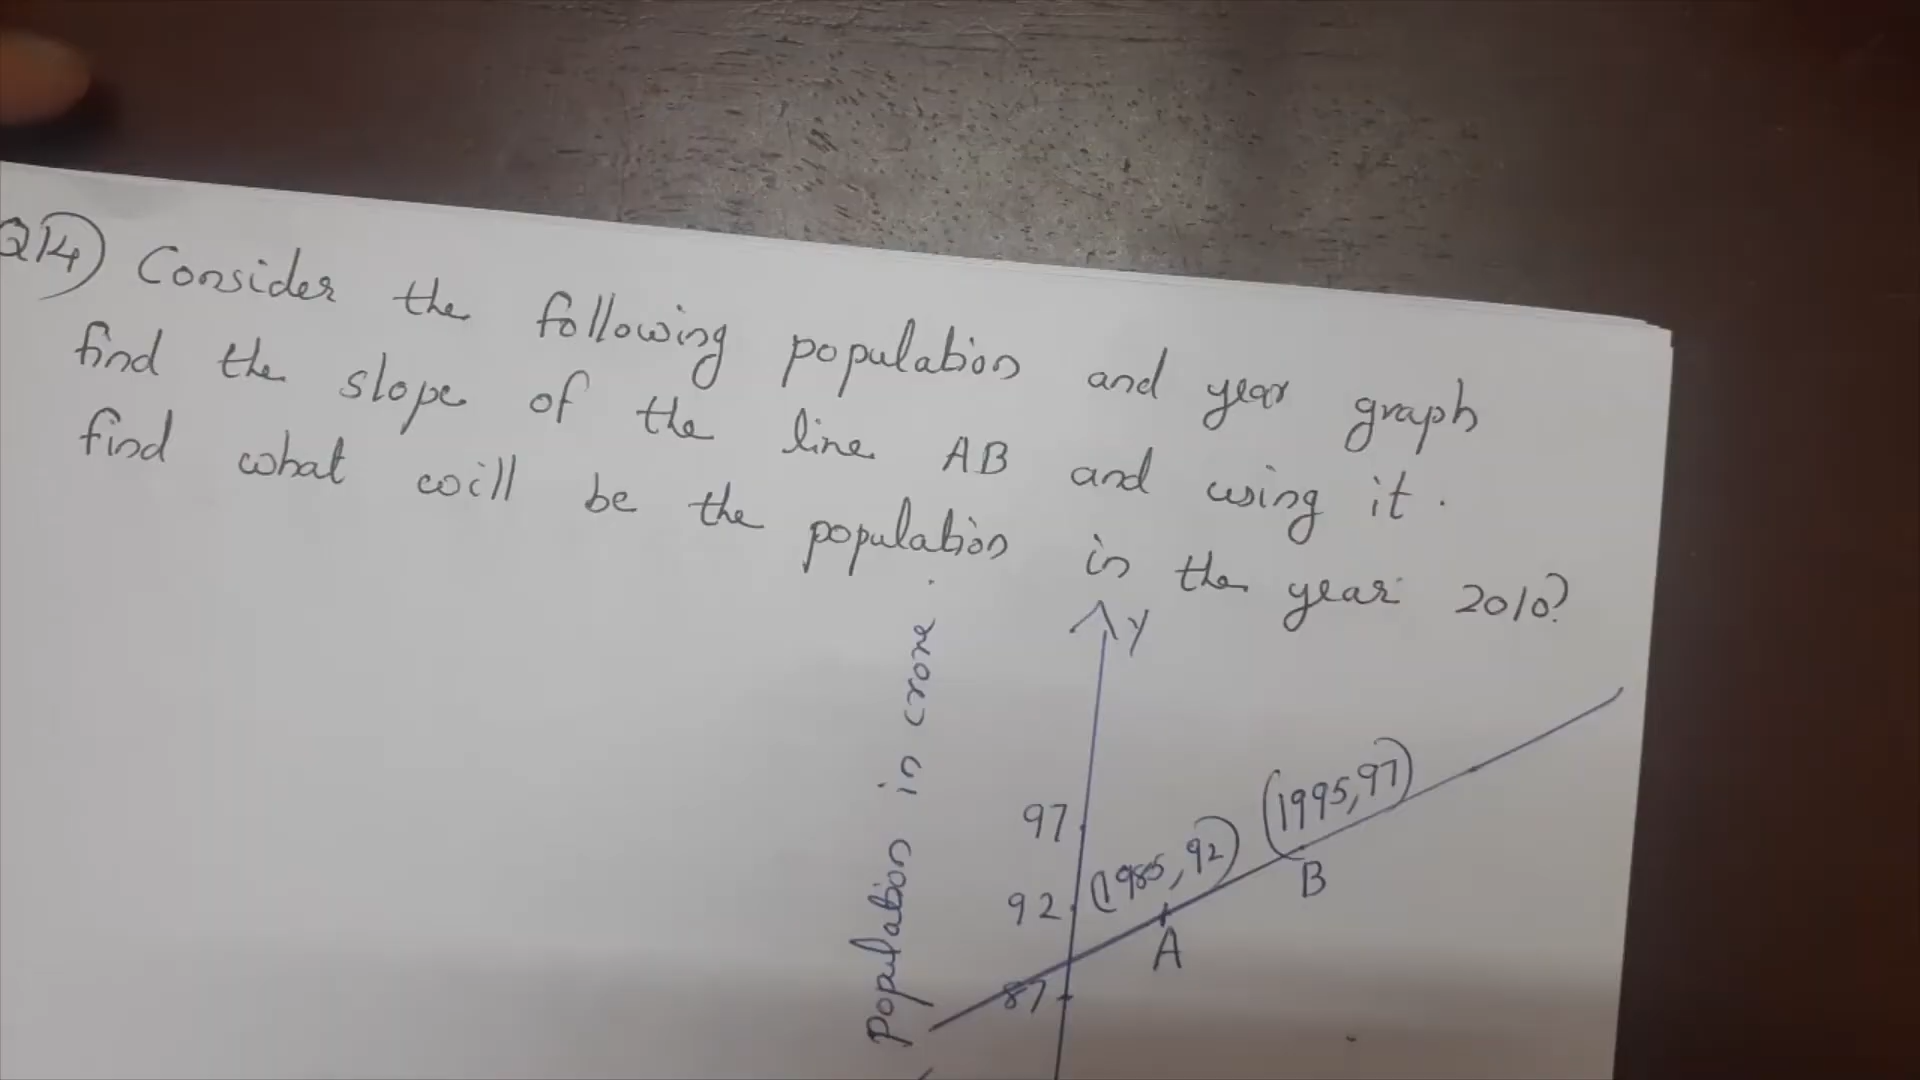 Q14) Consider the following population and year graph
find the slope of the line AB and using it.
find what will be the population in the year 2010?
Y
Population in crore.
97
(1995,97)
(1985,92)
92
B
A
87